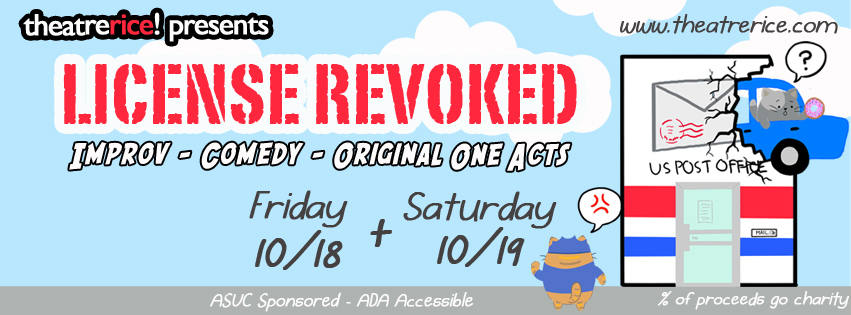 theatrerice! presents
www.theatrerice.com
LICENSE REVOKED
IMPROV - COMEDY - ORIGINAL ONE ACTS
?
US POST OFFICE
Friday
10/18
+
Saturday
10/19
ASUC Sponsored - ADA Accessible
% of proceeds go charity